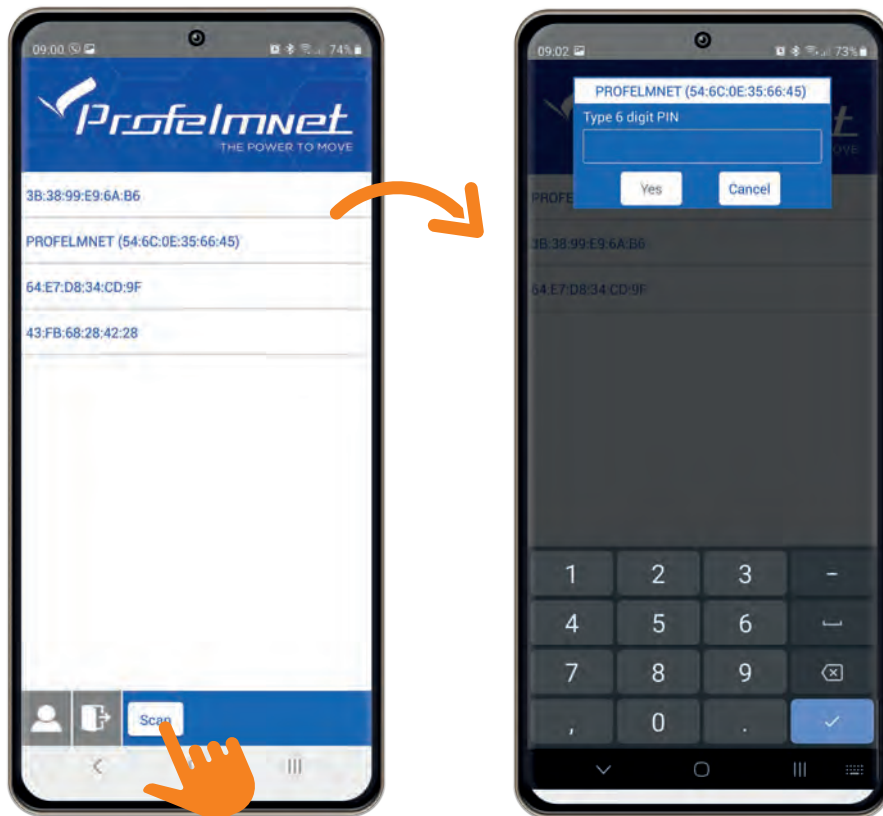 09:00
74%
Profelmnet
THE POWER TO MOVE
3B:38:99:E9:6A:B6
PROFELMNET (54:6C:0E:35:66:45)
64:E7:D8:34:CD:9F
43:FB:68:28:42:28
Scan
09.02
73%
PROFELMNET (54:6C:0E:35:66:45)
Type 6 digit PIN
Yes
Cancel
t
OVE
PROFE
3B:38:99:E9:6A:B6
64:E7:D8:34:CD:9F
1 2 3 -
4 5 6
7 8 9
, 0 .